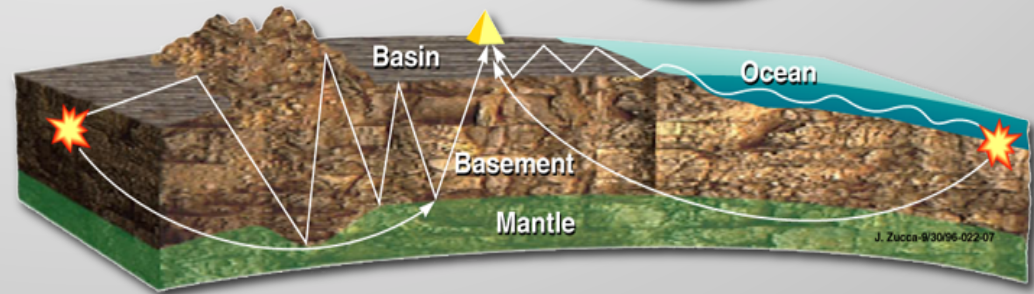 Basin
Ocean
Basement
Mantle
J. Zucca-9/30/96-022-07